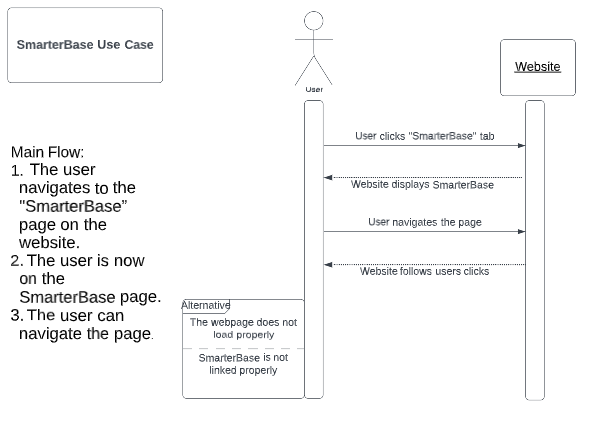 SmarterBase Use Case
User
Website
User clicks "SmarterBase" tab
Website displays SmarterBase
User navigates the page
Website follows users clicks
Main Flow:
1. The user
navigates to the
"SmarterBase”
page on the
website.
2. The user is now
on the
SmarterBase page.
3. The user can
navigate the page.
Alternative
The webpage does not
load properly
SmarterBase is not
linked properly